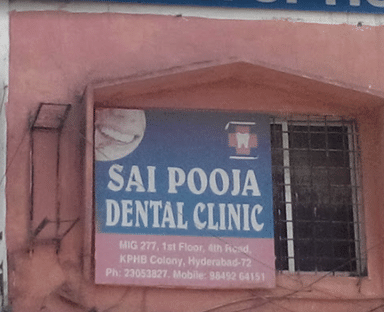 SAI POOJA
DENTAL CLINIC
MIG 277, 1st Floor, 4th Road,
KPHB Colony, Hyderabad-72
Ph: 23053827. Mobile: 98492 64151